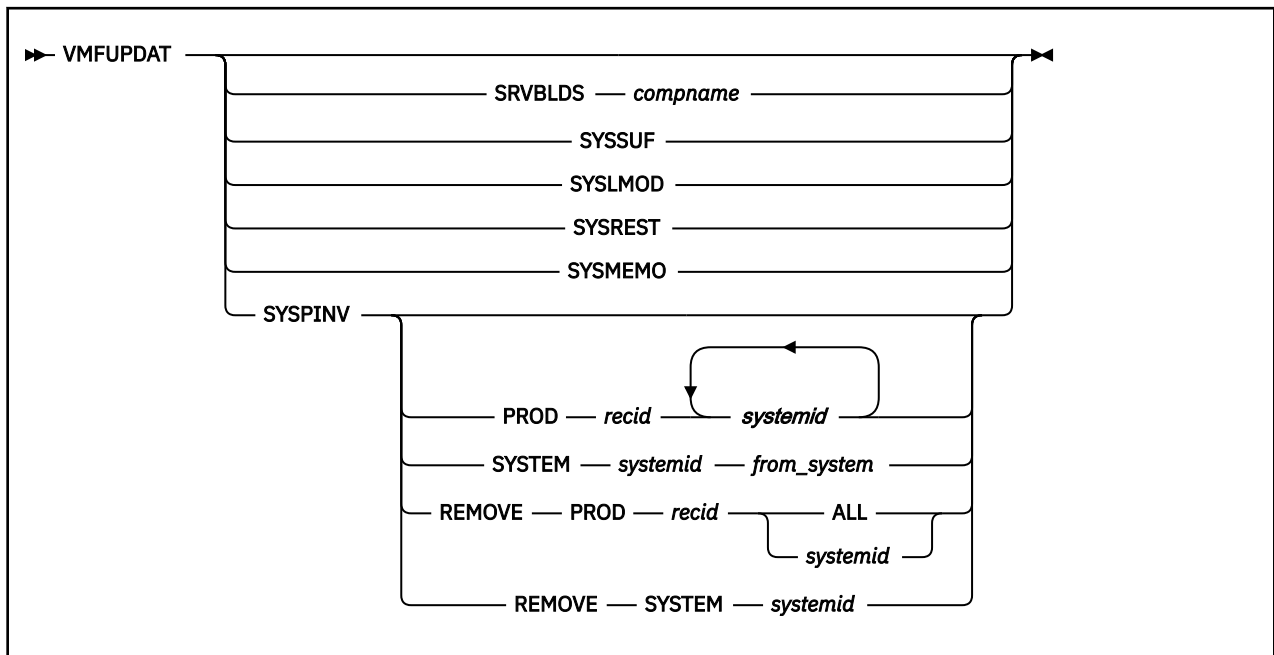 VMFUPDAT
SRVBLDS compname
SYSSUF
SYSLMOD
SYSREST
SYSMEMO
SYSPINV
PROD recid systemid
SYSTEM systemid from_system
REMOVE PROD recid ALL
systemid
REMOVE SYSTEM systemid